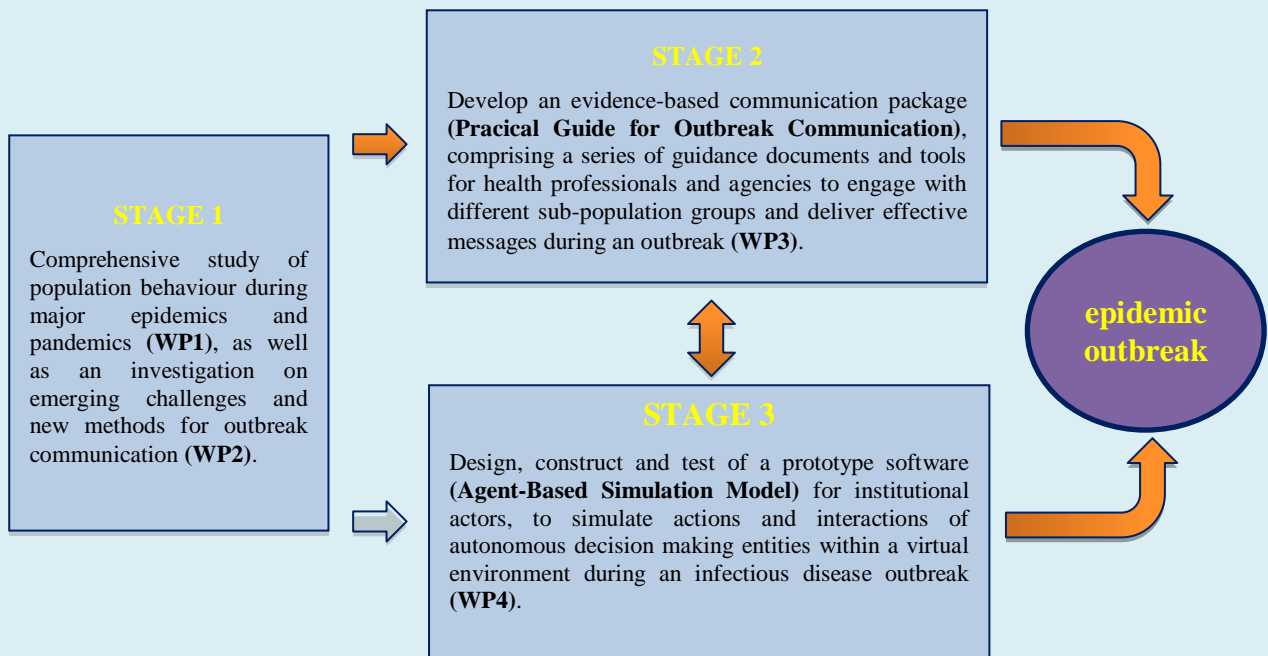 STAGE 1
Comprehensive study of
population behaviour during
major epidemics and
pandemics (WP1), as well
as an investigation on
emerging challenges and
new methods for outbreak
communication (WP2).
STAGE 2
Develop an evidence-based communication package
(Pracical Guide for Outbreak Communication),
comprising a series of guidance documents and tools
for health professionals and agencies to engage with
different sub-population groups and deliver effective
messages during an outbreak (WP3).
STAGE 3
Design, construct and test of a prototype software
(Agent-Based Simulation Model) for institutional
actors, to simulate actions and interactions of
autonomous decision making entities within a virtual
environment during an infectious disease outbreak
(WP4).
epidemic
outbreak